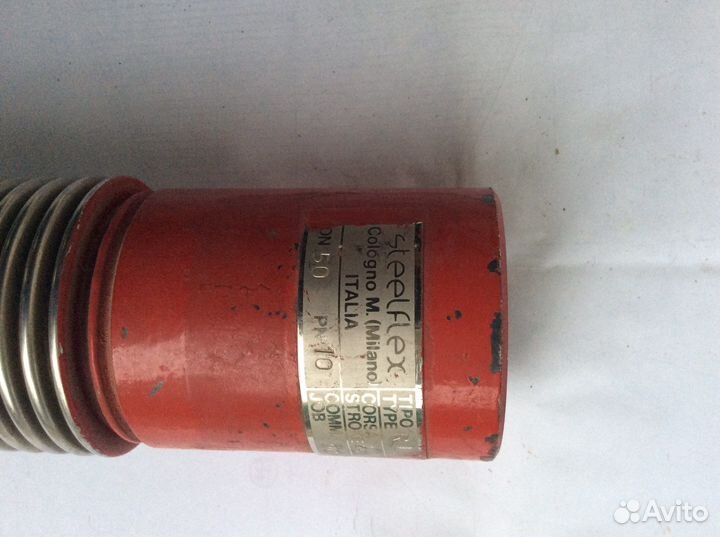 steelflex
Cologno M. (Milano)
ITALIA
DN 50 PN 10
TIPO
TYPE
CORS
STRO
COMM
JOB
Avito